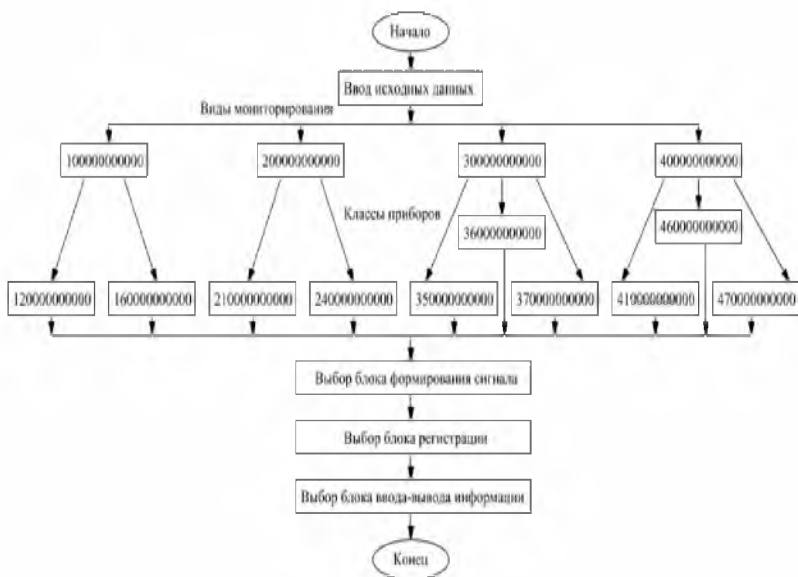 Начало
Ввод исходных данных
Виды мониторирования
100000000000 200000000000 300000000000 400000000000
Классы приборов
360000000000 460000000000
120000000000 160000000000 210000000000 240000000000 350000000000 370000000000 410000000000 470000000000
Выбор блока формирования сигнала
Выбор блока регистрации
Выбор блока ввода-вывода информации
Конец